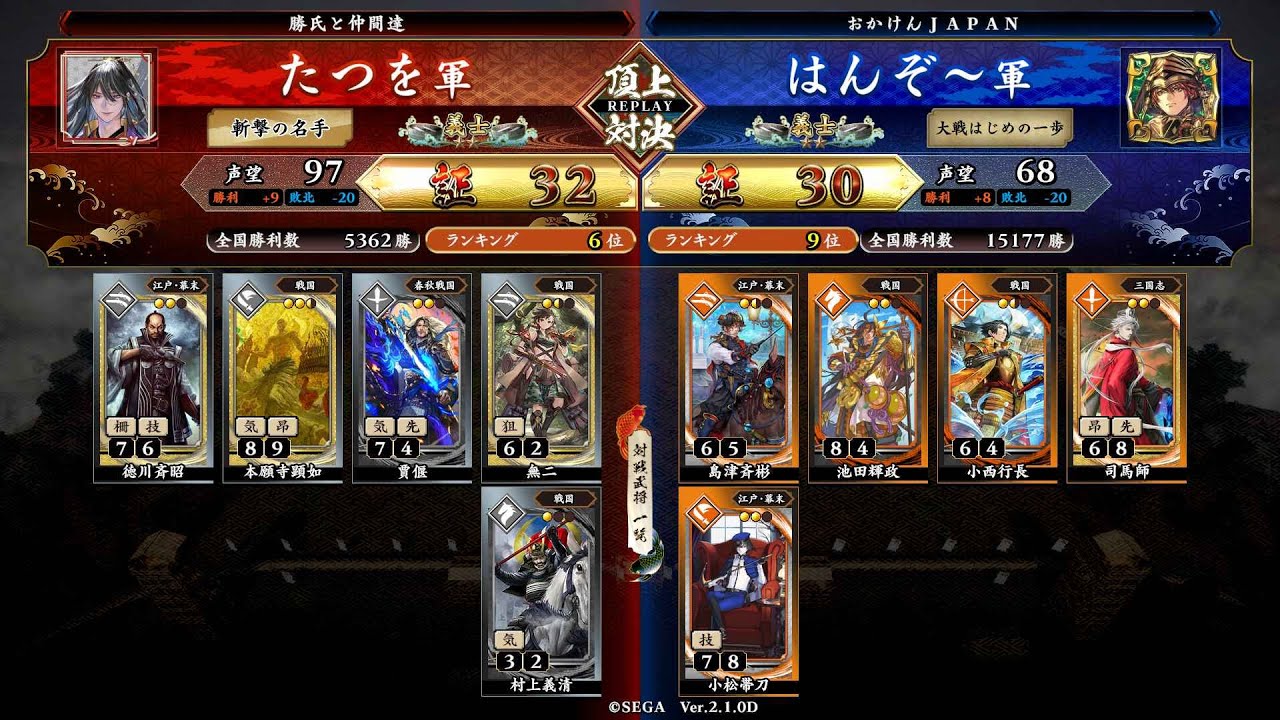 勝氏と仲間達
おかけんJAPAN
たつを軍
はんぞ～軍
頂上
REPLAY
対決
斬撃の名手
義士
義士
大戦はじめの一歩
声望 97
勝利 +9 敗北 -20
証 32
証 30
声望 68
勝利 +8 敗北 -20
全国勝利数 5362勝
ランキング 6位
ランキング 9位
全国勝利数 15177勝
江戸・幕末
戦国
春秋戦国
戦国
江戸・幕末
戦国
戦国
三国志
柵 技
気 昂
気 先
狙
昂 先
7 6
8 9
7 4
6 2
6 5
8 4
6 4
6 8
徳川斉昭
本願寺顕如
貫偃
無二
島津斉彬
池田輝政
小西行長
司馬師
対戦武将一覧
戦国
江戸・幕末
気
技
3 2
7 8
村上義清
小松帯刀
©SEGA Ver.2.1.0D